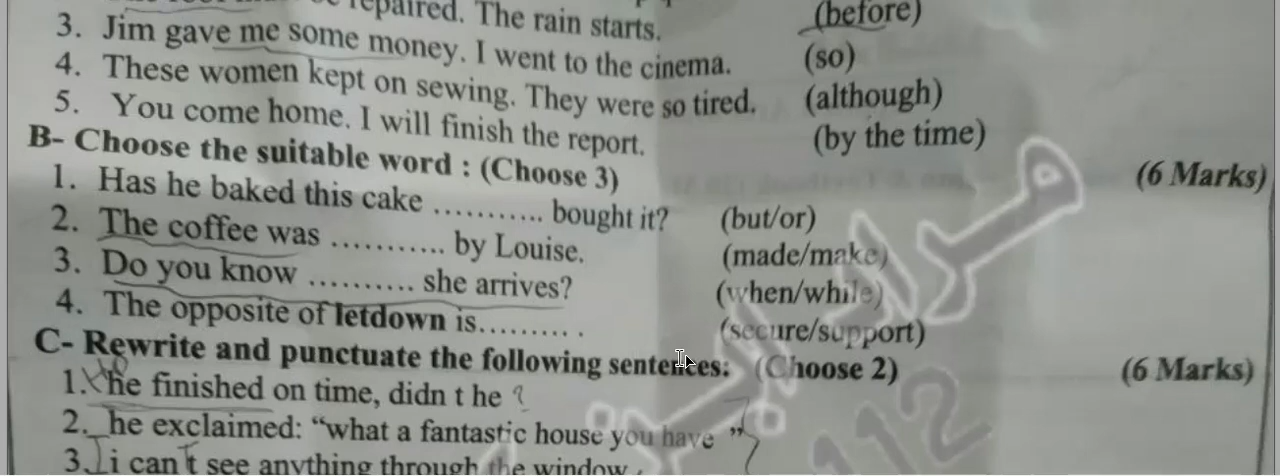 repaired. The rain starts. (before)
3. Jim gave me some money. I went to the cinema. (so)
4. These women kept on sewing. They were so tired. (although)
5. You come home. I will finish the report. (by the time)
B- Choose the suitable word : (Choose 3) (6 Marks)
1. Has he baked this cake ........... bought it? (but/or)
2. The coffee was ........... by Louise. (made/make)
3. Do you know .......... she arrives? (when/while)
4. The opposite of letdown is.......... (secure/support)
C- Rewrite and punctuate the following sentences: (Choose 2) (6 Marks)
1. he finished on time, didn t he ?
2. he exclaimed: “what a fantastic house you have ”
3. i can t see anything through the window .
112